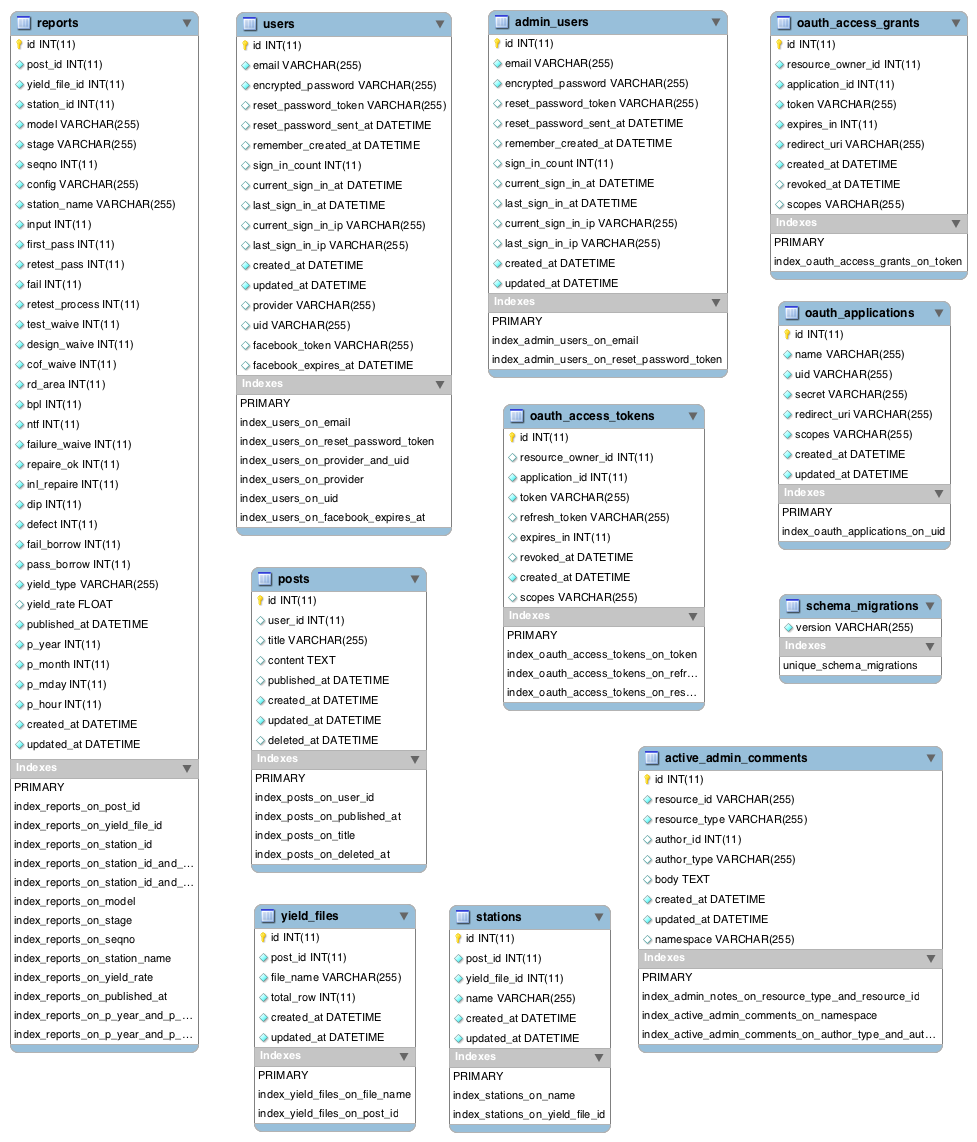 reports
id INT(11)
post_id INT(11)
yield_file_id INT(11)
station_id INT(11)
model VARCHAR(255)
stage VARCHAR(255)
seqno INT(11)
config VARCHAR(255)
station_name VARCHAR(255)
input INT(11)
first_pass INT(11)
retest_pass INT(11)
fail INT(11)
retest_process INT(11)
test_waive INT(11)
design_waive INT(11)
cof_waive INT(11)
rd_area INT(11)
bpl INT(11)
ntf INT(11)
failure_waive INT(11)
repaire_ok INT(11)
inl_repaire INT(11)
dip INT(11)
defect INT(11)
fail_borrow INT(11)
pass_borrow INT(11)
yield_type VARCHAR(255)
yield_rate FLOAT
published_at DATETIME
p_year INT(11)
p_month INT(11)
p_mday INT(11)
p_hour INT(11)
created_at DATETIME
updated_at DATETIME
Indexes
PRIMARY
index_reports_on_post_id
index_reports_on_yield_file_id
index_reports_on_station_id
index_reports_on_station_id_and_...
index_reports_on_station_id_and_...
index_reports_on_model
index_reports_on_stage
index_reports_on_seqno
index_reports_on_station_name
index_reports_on_yield_rate
index_reports_on_published_at
index_reports_on_p_year_and_p_...
index_reports_on_p_year_and_p_...
users
id INT(11)
email VARCHAR(255)
encrypted_password VARCHAR(255)
reset_password_token VARCHAR(255)
reset_password_sent_at DATETIME
remember_created_at DATETIME
sign_in_count INT(11)
current_sign_in_at DATETIME
last_sign_in_at DATETIME
current_sign_in_ip VARCHAR(255)
last_sign_in_ip VARCHAR(255)
created_at DATETIME
updated_at DATETIME
provider VARCHAR(255)
uid VARCHAR(255)
facebook_token VARCHAR(255)
facebook_expires_at DATETIME
Indexes
PRIMARY
index_users_on_email
index_users_on_reset_password_token
index_users_on_provider_and_uid
index_users_on_provider
index_users_on_uid
index_users_on_facebook_expires_at
posts
id INT(11)
user_id INT(11)
title VARCHAR(255)
content TEXT
published_at DATETIME
created_at DATETIME
updated_at DATETIME
deleted_at DATETIME
Indexes
PRIMARY
index_posts_on_user_id
index_posts_on_published_at
index_posts_on_title
index_posts_on_deleted_at
yield_files
id INT(11)
post_id INT(11)
file_name VARCHAR(255)
total_row INT(11)
created_at DATETIME
updated_at DATETIME
Indexes
PRIMARY
index_yield_files_on_file_name
index_yield_files_on_post_id
admin_users
id INT(11)
email VARCHAR(255)
encrypted_password VARCHAR(255)
reset_password_token VARCHAR(255)
reset_password_sent_at DATETIME
remember_created_at DATETIME
sign_in_count INT(11)
current_sign_in_at DATETIME
last_sign_in_at DATETIME
current_sign_in_ip VARCHAR(255)
last_sign_in_ip VARCHAR(255)
created_at DATETIME
updated_at DATETIME
Indexes
PRIMARY
index_admin_users_on_email
index_admin_users_on_reset_password_token
oauth_access_tokens
id INT(11)
resource_owner_id INT(11)
application_id INT(11)
token VARCHAR(255)
refresh_token VARCHAR(255)
expires_in INT(11)
revoked_at DATETIME
created_at DATETIME
scopes VARCHAR(255)
Indexes
PRIMARY
index_oauth_access_tokens_on_token
index_oauth_access_tokens_on_refr...
index_oauth_access_tokens_on_res...
stations
id INT(11)
post_id INT(11)
yield_file_id INT(11)
name VARCHAR(255)
created_at DATETIME
updated_at DATETIME
Indexes
PRIMARY
index_stations_on_name
index_stations_on_yield_file_id
oauth_access_grants
id INT(11)
resource_owner_id INT(11)
application_id INT(11)
token VARCHAR(255)
expires_in INT(11)
redirect_uri VARCHAR(255)
created_at DATETIME
revoked_at DATETIME
scopes VARCHAR(255)
Indexes
PRIMARY
index_oauth_access_grants_on_token
oauth_applications
id INT(11)
name VARCHAR(255)
uid VARCHAR(255)
secret VARCHAR(255)
redirect_uri VARCHAR(255)
scopes VARCHAR(255)
created_at DATETIME
updated_at DATETIME
Indexes
PRIMARY
index_oauth_applications_on_uid
schema_migrations
version VARCHAR(255)
Indexes
unique_schema_migrations
active_admin_comments
id INT(11)
resource_id VARCHAR(255)
resource_type VARCHAR(255)
author_id INT(11)
author_type VARCHAR(255)
body TEXT
created_at DATETIME
updated_at DATETIME
namespace VARCHAR(255)
Indexes
PRIMARY
index_admin_notes_on_resource_type_and_resource_id
index_active_admin_comments_on_namespace
index_active_admin_comments_on_author_type_and_aut...